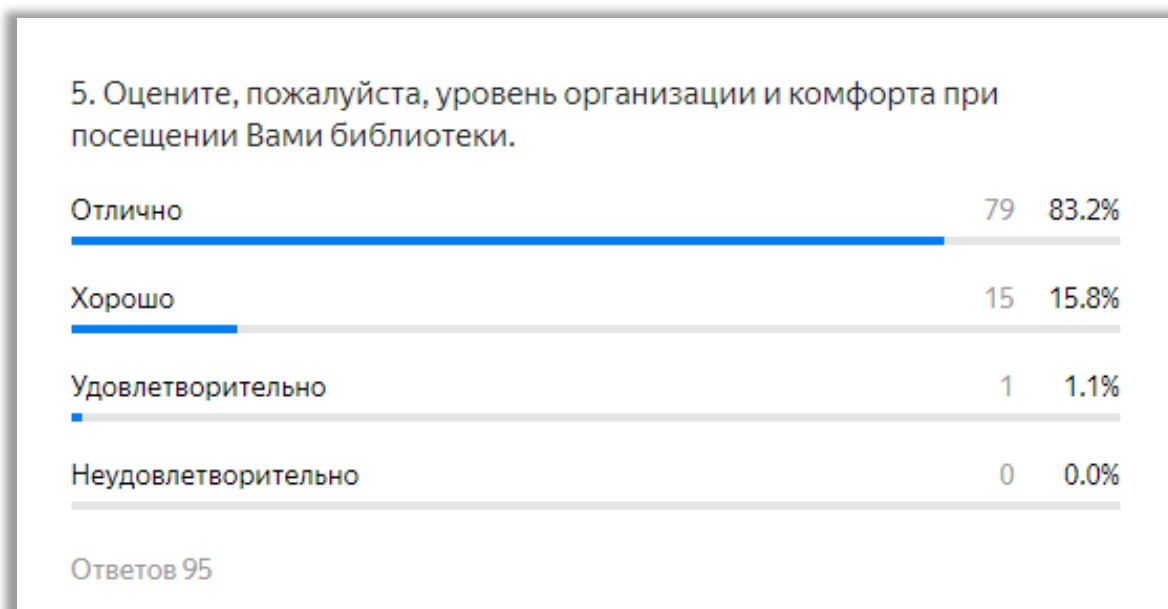 5. Оцените, пожалуйста, уровень организации и комфорта при
посещении Вами библиотеки.
Отлично 79 83.2%
Хорошо 15 15.8%
Удовлетворительно 1 1.1%
Неудовлетворительно 0 0.0%
Ответов 95